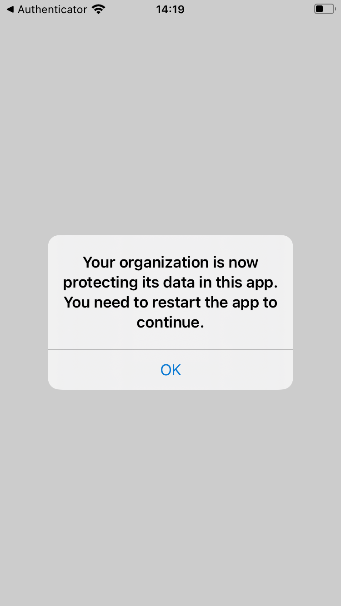 ◀ Authenticator
14:19
Your organization is now
protecting its data in this app.
You need to restart the app to
continue.
OK